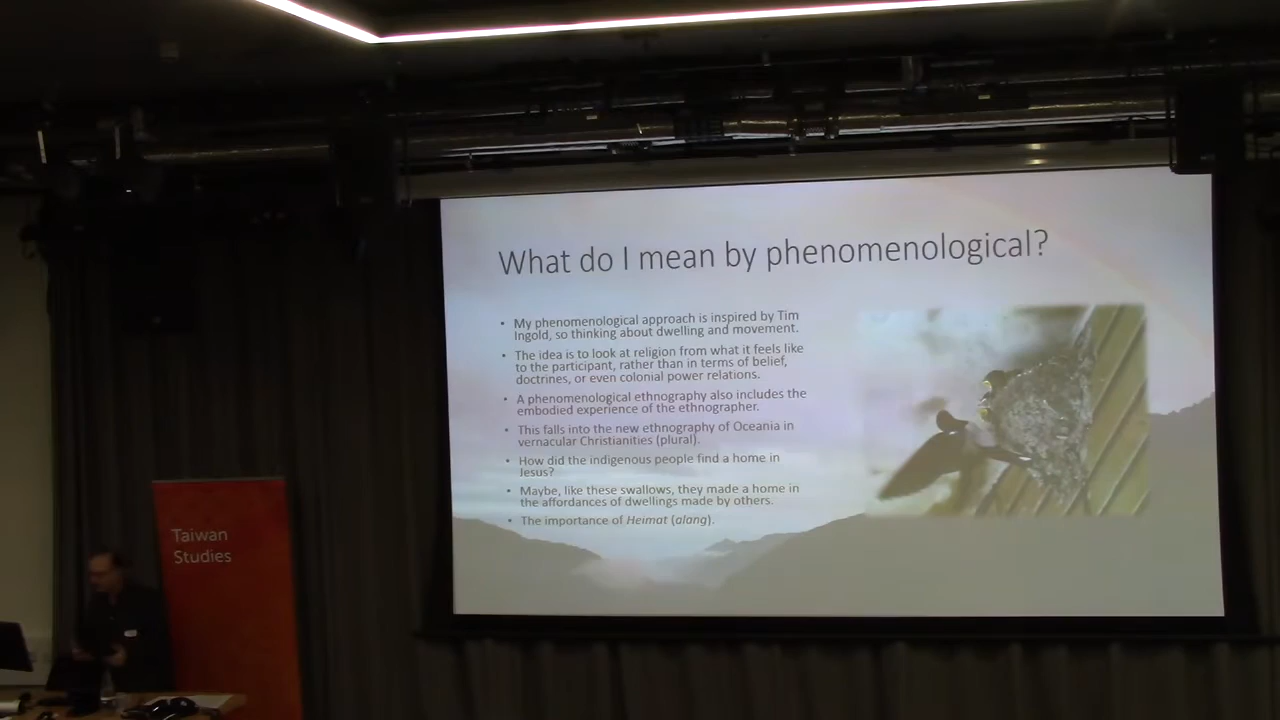 What do I mean by phenomenological?
• My phenomenological approach is inspired by Tim
Ingold, so thinking about dwelling and movement.
• The idea is to look at religion from what it feels like
to the participant, rather than in terms of belief,
doctrines, or even colonial power relations.
• A phenomenological ethnography also includes the
embodied experience of the ethnographer.
• This falls into the new ethnography of Oceania in
vernacular Christianities (plural).
• How did the indigenous people find a home in
Jesus?
• Maybe, like these swallows, they made a home in
the affordances of dwellings made by others.
• The importance of Heimat (alang).
Taiwan
Studies